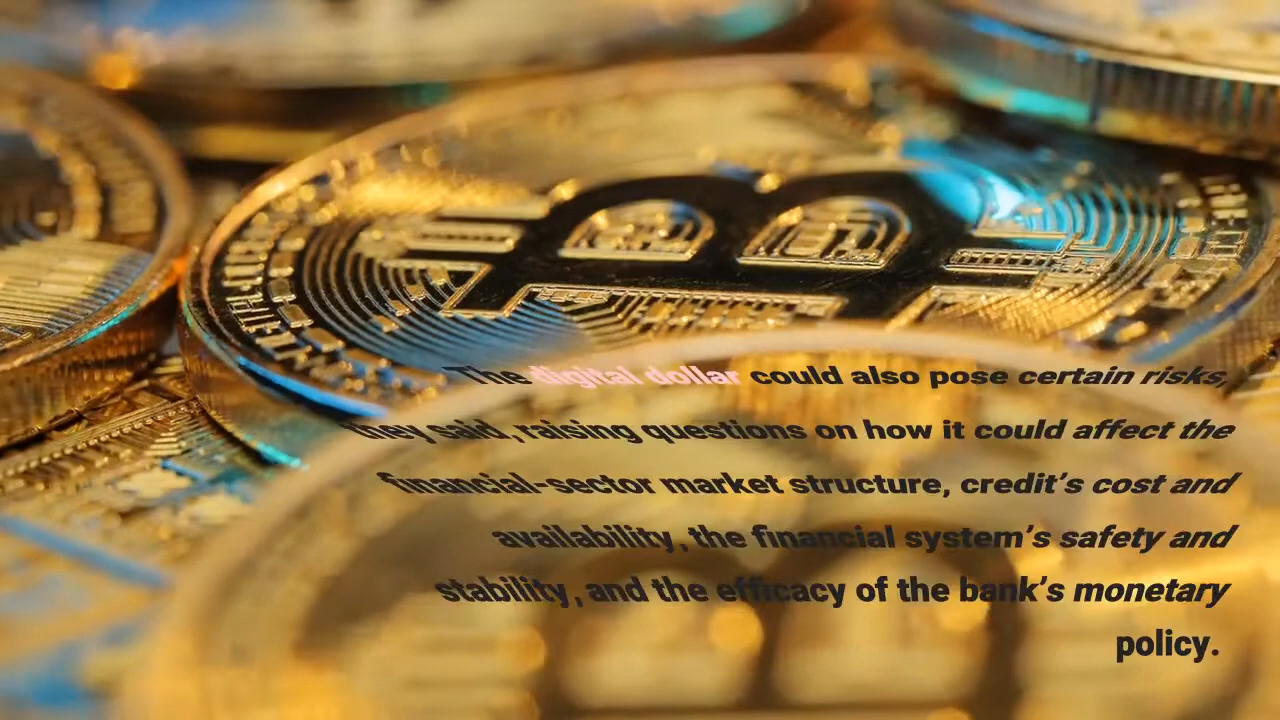 The digital dollar could also pose certain risks,
they said, raising questions on how it could affect the
financial-sector market structure, credit’s cost and
availability, the financial system’s safety and
stability, and the efficacy of the bank’s monetary
policy.